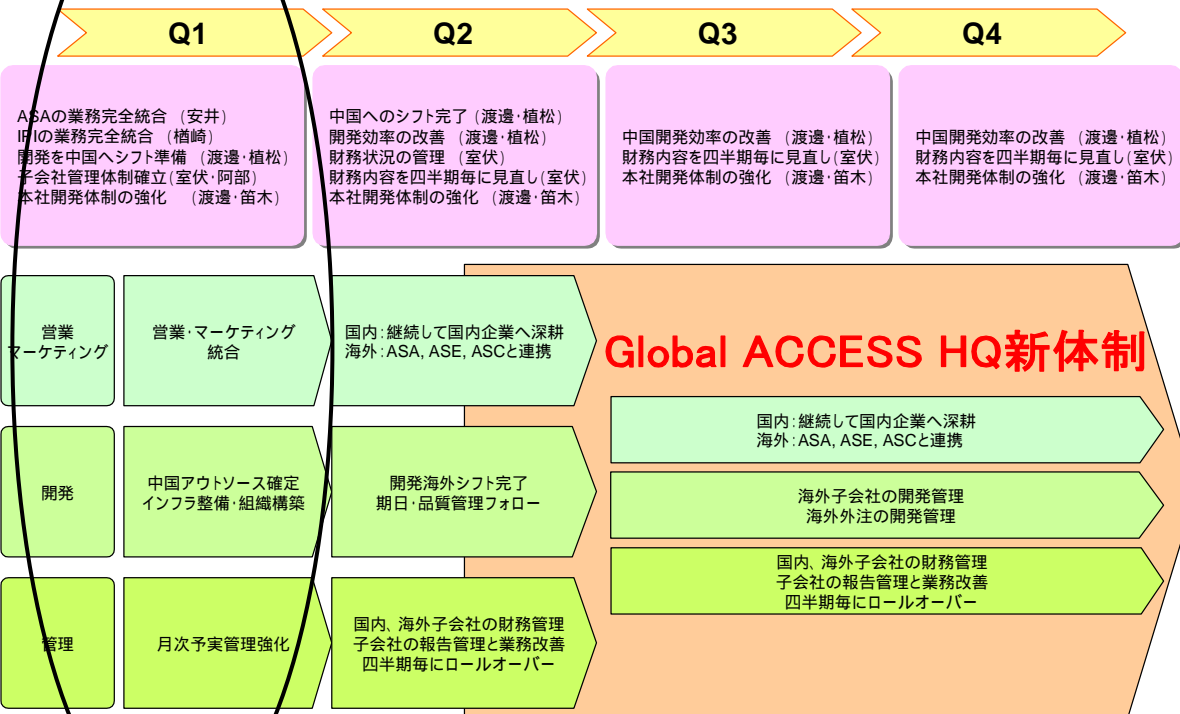 Q1
Q2
Q3
Q4
ASAの業務完全統合 (安井)
IPIの業務完全統合 (楢崎)
開発を中国へシフト準備 (渡邊・植松)
子会社管理体制確立(室伏・阿部)
本社開発体制の強化 (渡邊・笛木)
中国へのシフト完了 (渡邊・植松)
開発効率の改善 (渡邊・植松)
財務状況の管理 (室伏)
財務内容を四半期毎に見直し(室伏)
本社開発体制の強化 (渡邊・笛木)
中国開発効率の改善 (渡邊・植松)
財務内容を四半期毎に見直し(室伏)
本社開発体制の強化 (渡邊・笛木)
中国開発効率の改善 (渡邊・植松)
財務内容を四半期毎に見直し(室伏)
本社開発体制の強化 (渡邊・笛木)
営業
マーケティング
営業・マーケティング
統合
国内：継続して国内企業へ深耕
海外：ASA, ASE, ASCと連携
Global ACCESS HQ新体制
国内：継続して国内企業へ深耕
海外：ASA, ASE, ASCと連携
開発
中国アウトソース確定
インフラ整備・組織構築
開発海外シフト完了
期日・品質管理フォロー
海外子会社の開発管理
海外外注の開発管理
国内、海外子会社の財務管理
子会社の報告管理と業務改善
四半期毎にロールオーバー
管理
月次予実管理強化
国内、海外子会社の財務管理
子会社の報告管理と業務改善
四半期毎にロールオーバー